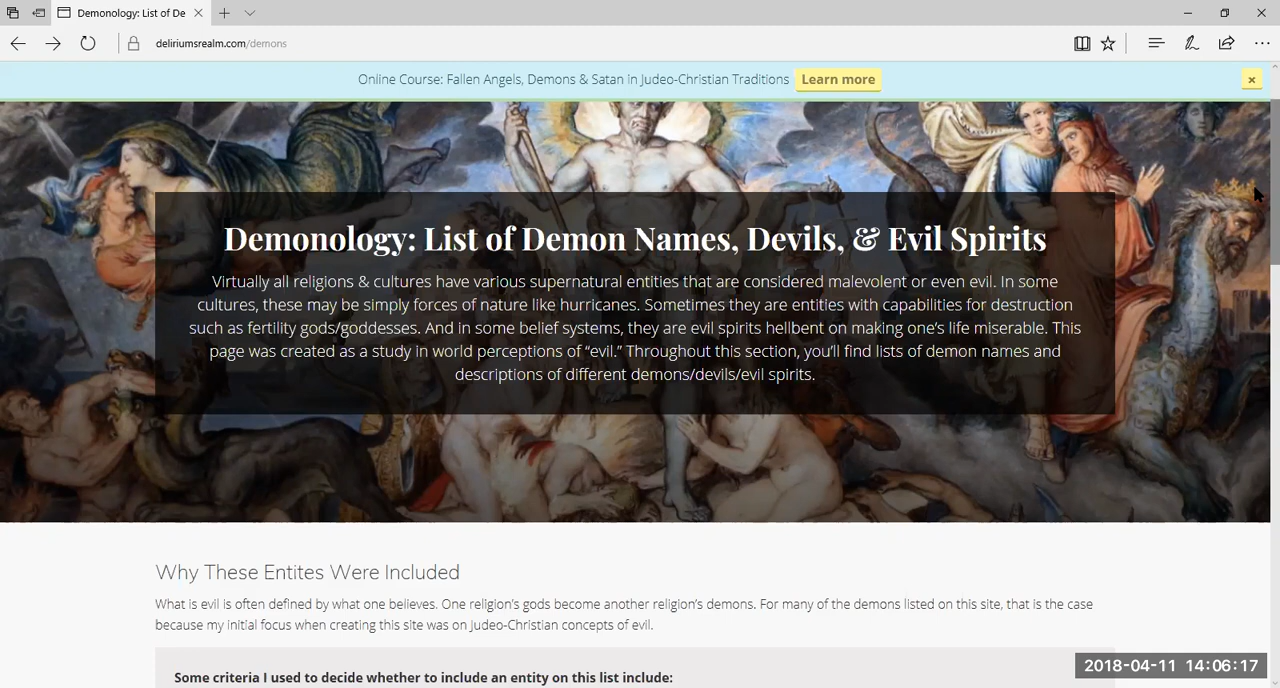 Demonology: List of De
deliriumsrealm.com/demons
Online Course: Fallen Angels, Demons & Satan in Judeo-Christian Traditions Learn more
Demonology: List of Demon Names, Devils, & Evil Spirits
Virtually all religions & cultures have various supernatural entities that are considered malevolent or even evil. In some
cultures, these may be simply forces of nature like hurricanes. Sometimes they are entities with capabilities for destruction
such as fertility gods/goddesses. And in some belief systems, they are evil spirits hellbent on making one's life miserable. This
page was created as a study in world perceptions of “evil.” Throughout this section, you'll find lists of demon names and
descriptions of different demons/devils/evil spirits.
Why These Entites Were Included
What is evil is often defined by what one believes. One religion's gods become another religion's demons. For many of the demons listed on this site, that is the case
because my initial focus when creating this site was on Judeo-Christian concepts of evil.
Some criteria I used to decide whether to include an entity on this list include:
2018-04-11 14:06:17